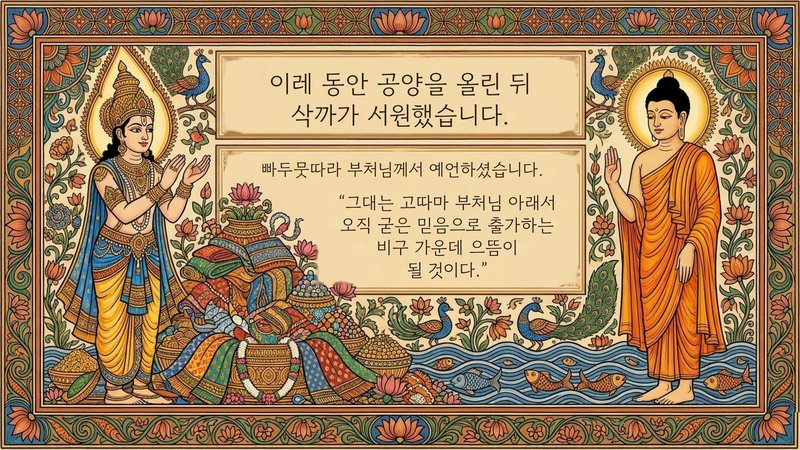 이레 동안 공양을 올린 뒤
삭까가 서원했습니다.
빠두뭇따라 부처님께서 예언하셨습니다.
“그대는 고따마 부처님 아래서
오직 굳은 믿음으로 출가하는
비구 가운데 으뜸이
될 것이다.”